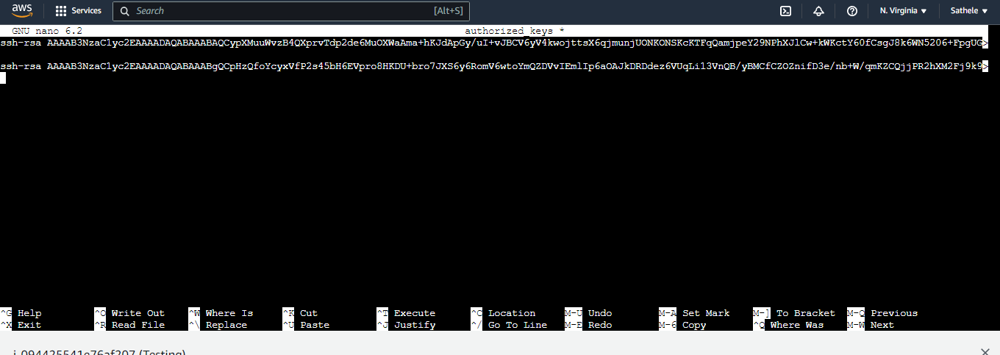 aws Services Search [Alt+S] N. Virginia Sathele
GNU nano 6.2 authorized_keys *
ssh-rsa AAAAB3NzaC1yc2EAAAADAQABAAABAQCypXMuuWvzB4QXprvTdp2de6MuOXWaAma+hKJdApGy/uI+vJBCV6yV4kwojttsX6qjmunjUONKONSKcKTFqQamjpeY29NPhXJlCw+kWKctY60fCsgJ8k6WN5206+FpgUG>
ssh-rsa AAAAB3NzaC1yc2EAAAADAQABAAABgQCpHzQfoYcyxVfP2s45bH6EVpro8HKDU+bro7JXS6y6RomV6wtoYmQZDVvIEmlIp6aOAJkDRDdez6VUqLi13VnQB/yBMCfCZOZnifD3e/nb+W/qmKZCQjjPR2hXM2Fj9k9>
^G Help ^O Write Out ^W Where Is ^K Cut ^T Execute ^C Location M-U Undo M-A Set Mark M-] To Bracket M-Q Previous
^X Exit ^R Read File ^\ Replace ^U Paste ^J Justify ^/ Go To Line M-E Redo M-6 Copy ^Q Where Was M-W Next
i-094425541e76af207 (Testing)